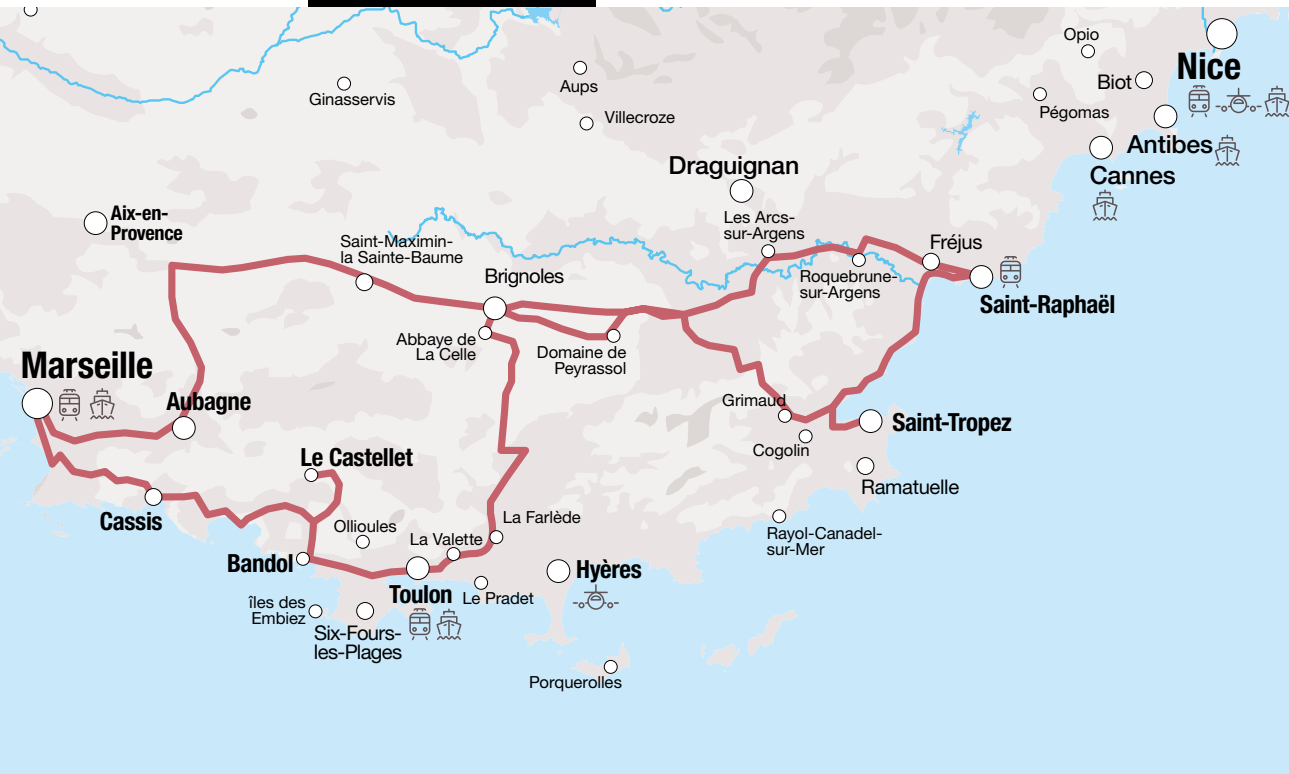 Opio
Nice
Biot
Ginasservis
Aups
Villecroze
Pégomas
Antibes
Cannes
Draguignan
Aix-en-
Provence
Les Arcs-
sur-Argens
Saint-Maximin-
la Sainte-Baume
Fréjus
Brignoles
Roquebrune-
sur-Argens
Saint-Raphaël
Abbaye de
La Celle
Domaine de
Peyrassol
Marseille
Aubagne
Grimaud
Saint-Tropez
Cogolin
Le Castellet
Ramatuelle
Cassis
Ollioules
La Farlède
La Valette
Rayol-Canadel-
sur-Mer
Bandol
Hyères
Toulon
Le Pradet
îles des
Embiez
Six-Fours-
les-Plages
Porquerolles